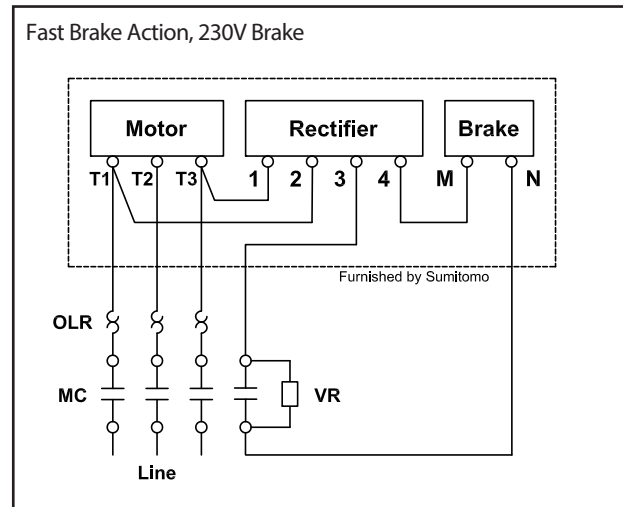 Fast Brake Action, 230V Brake
Motor Rectifier Brake
T1 T2 T3 1 2 3 4 M N
Furnished by Sumitomo
OLR
MC VR
Line